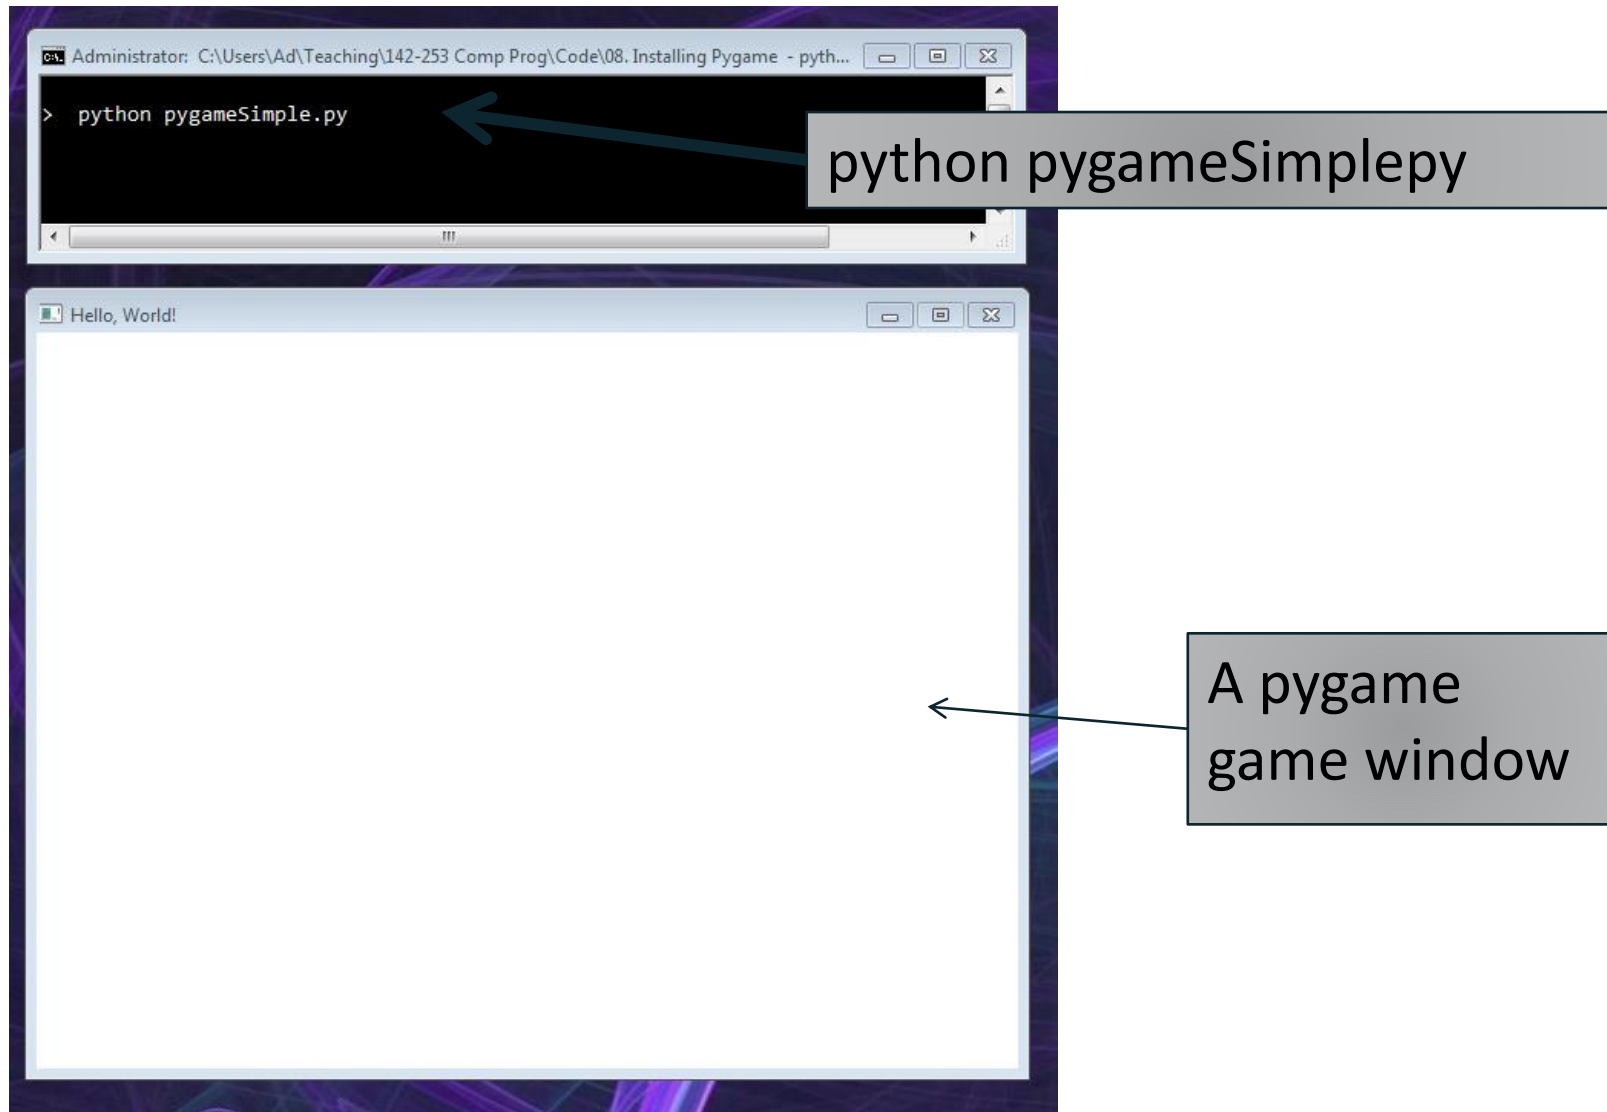 Administrator: C:\Users\Ad\Teaching\142-253 Comp Prog\Code\08. Installing Pygame - pyth...
> python pygameSimple.py
python pygameSimplepy
Hello, World!
A pygame
game window